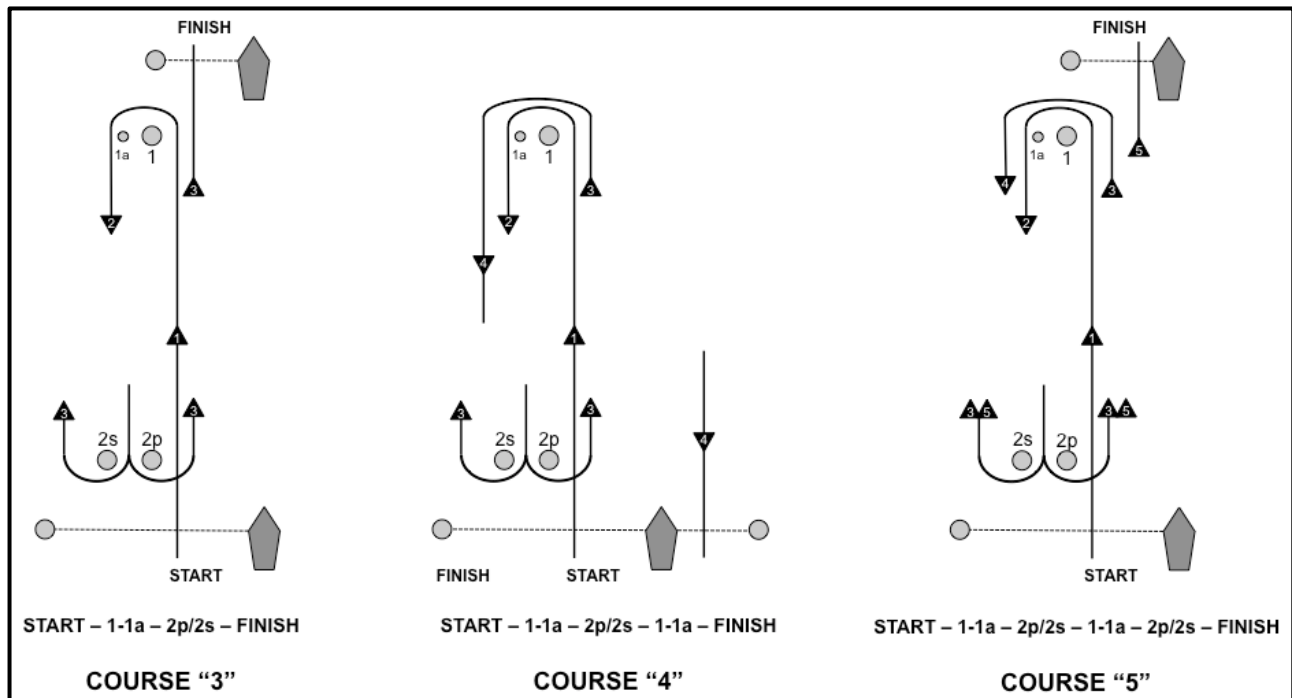 FINISH
1a
1
2
3
1
3
3
2s
2p
START
START – 1-1a – 2p/2s – FINISH
COURSE “3”
1a
1
2
3
4
1
3
3
2s
2p
4
FINISH
START
START – 1-1a – 2p/2s – 1-1a – FINISH
COURSE “4”
FINISH
1a
1
5
4
3
2
1
3 5
3 5
2s
2p
START
START – 1-1a – 2p/2s – 1-1a – 2p/2s – FINISH
COURSE “5”